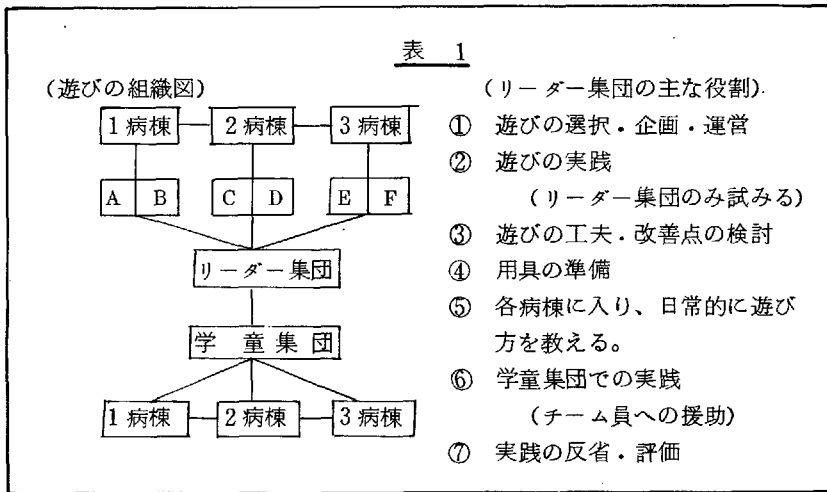 表 1
(遊びの組織図)
1病棟 2病棟 3病棟
A B C D E F
リーダー集団
学童集団
1病棟 2病棟 3病棟
(リーダー集団の主な役割)
① 遊びの選択・企画・運営
② 遊びの実践
(リーダー集団のみ試みる)
③ 遊びの工夫・改善点の検討
④ 用具の準備
⑤ 各病棟に入り、日常的に遊び
方を教える。
⑥ 学童集団での実践
(チーム員への援助)
⑦ 実践の反省・評価